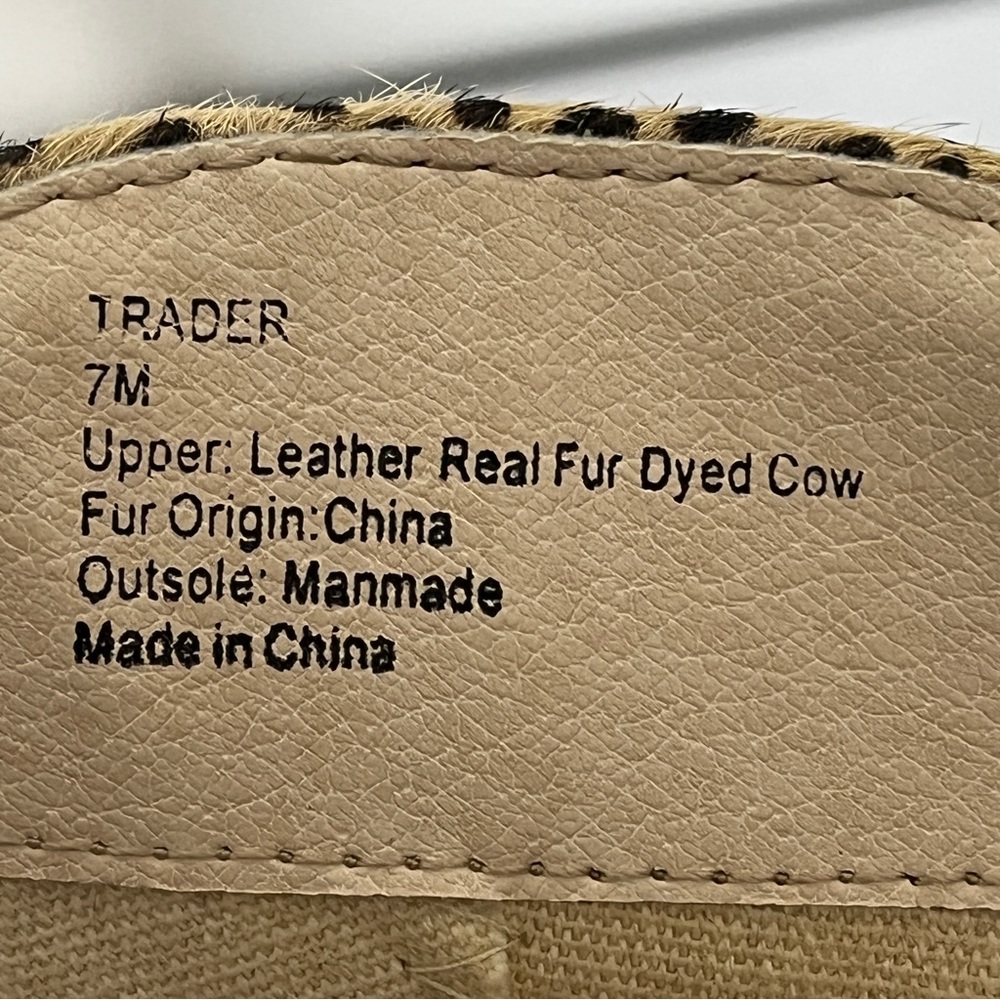 TRADER
7M
Upper: Leather Real Fur Dyed Cow
Fur Origin:China
Outsole: Manmade
Made in China